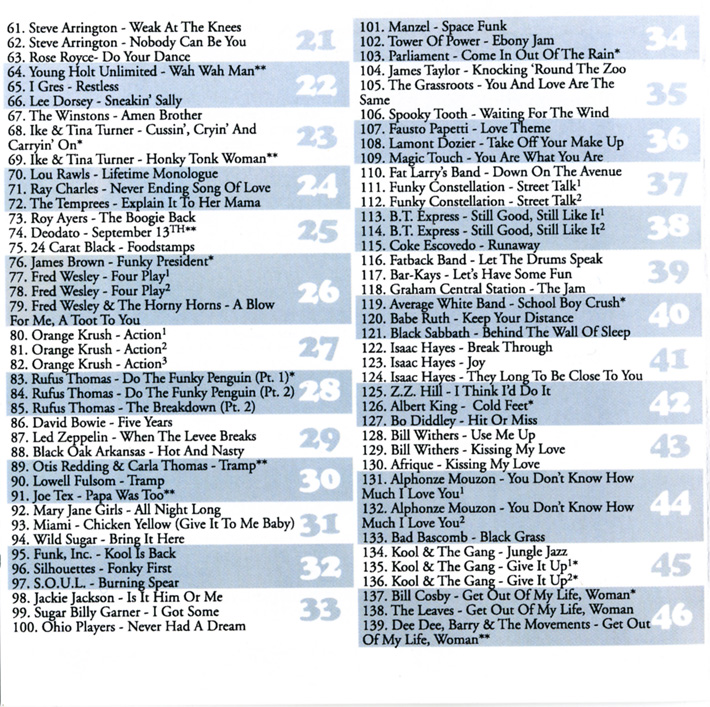 61. Steve Arrington - Weak At The Knees
62. Steve Arrington - Nobody Can Be You
63. Rose Royce- Do Your Dance
21
64. Young Holt Unlimited - Wah Wah Man**
65. I Gres - Restless
66. Lee Dorsey - Sneakin' Sally
22
67. The Winstons - Amen Brother
68. Ike & Tina Turner - Cussin', Cryin' And
Carryin' On*
69. Ike & Tina Turner - Honky Tonk Woman**
23
70. Lou Rawls - Lifetime Monologue
71. Ray Charles - Never Ending Song Of Love
72. The Temprees - Explain It To Her Mama
24
73. Roy Ayers - The Boogie Back
74. Deodato - September 13TH**
75. 24 Carat Black - Foodstamps
25
76. James Brown - Funky President*
77. Fred Wesley - Four Play¹
78. Fred Wesley - Four Play²
79. Fred Wesley & The Horny Horns - A Blow
For Me, A Toot To You
26
80. Orange Krush - Action¹
81. Orange Krush - Action²
82. Orange Krush - Action³
27
83. Rufus Thomas - Do The Funky Penguin (Pt. 1)*
84. Rufus Thomas - Do The Funky Penguin (Pt. 2)
85. Rufus Thomas - The Breakdown (Pt. 2)
28
86. David Bowie - Five Years
87. Led Zeppelin - When The Levee Breaks
88. Black Oak Arkansas - Hot And Nasty
29
89. Otis Redding & Carla Thomas - Tramp**
90. Lowell Fulsom - Tramp
91. Joe Tex - Papa Was Too**
30
92. Mary Jane Girls - All Night Long
93. Miami - Chicken Yellow (Give It To Me Baby)
94. Wild Sugar - Bring It Here
31
95. Funk, Inc. - Kool Is Back
96. Silhouettes - Fonky First
97. S.O.U.L. - Burning Spear
32
98. Jackie Jackson - Is It Him Or Me
99. Sugar Billy Garner - I Got Some
100. Ohio Players - Never Had A Dream
33
101. Manzel - Space Funk
102. Tower Of Power - Ebony Jam
103. Parliament - Come In Out Of The Rain*
34
104. James Taylor - Knocking 'Round The Zoo
105. The Grassroots - You And Love Are The
Same
106. Spooky Tooth - Waiting For The Wind
35
107. Fausto Papetti - Love Theme
108. Lamont Dozier - Take Off Your Make Up
109. Magic Touch - You Are What You Are
36
110. Fat Larry's Band - Down On The Avenue
111. Funky Constellation - Street Talk¹
112. Funky Constellation - Street Talk²
37
113. B.T. Express - Still Good, Still Like It¹
114. B.T. Express - Still Good, Still Like It²
115. Coke Escovedo - Runaway
38
116. Fatback Band - Let The Drums Speak
117. Bar-Kays - Let's Have Some Fun
118. Graham Central Station - The Jam
39
119. Average White Band - School Boy Crush*
120. Babe Ruth - Keep Your Distance
121. Black Sabbath - Behind The Wall Of Sleep
40
122. Isaac Hayes - Break Through
123. Isaac Hayes - Joy
124. Isaac Hayes - They Long To Be Close To You
41
125. Z.Z. Hill - I Think I'd Do It
126. Albert King - Cold Feet*
127. Bo Diddley - Hit Or Miss
42
128. Bill Withers - Use Me Up
129. Bill Withers - Kissing My Love
130. Afrique - Kissing My Love
43
131. Alphonze Mouzon - You Don't Know How
Much I Love You¹
132. Alphonze Mouzon - You Don't Know How
Much I Love You²
133. Bad Bascomb - Black Grass
44
134. Kool & The Gang - Jungle Jazz
135. Kool & The Gang - Give It Up¹*
136. Kool & The Gang - Give It Up²*
45
137. Bill Cosby - Get Out Of My Life, Woman*
138. The Leaves - Get Out Of My Life, Woman
139. Dee Dee, Barry & The Movements - Get Out
Of My Life, Woman**
46